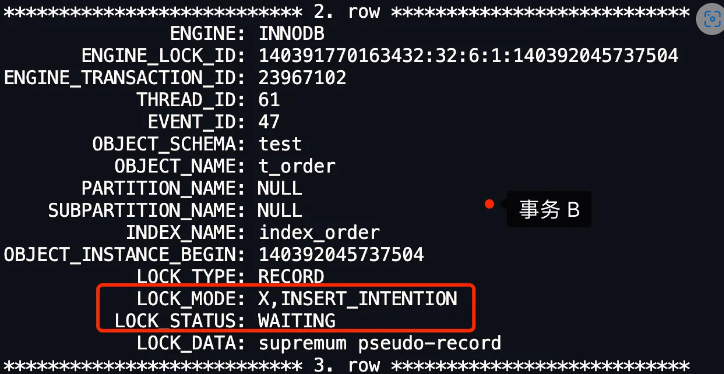 *************************** 2. row ***************************
ENGINE: INNODB
ENGINE_LOCK_ID: 140391770163432:32:6:1:140392045737504
ENGINE_TRANSACTION_ID: 23967102
THREAD_ID: 61
EVENT_ID: 47
OBJECT_SCHEMA: test
OBJECT_NAME: t_order
PARTITION_NAME: NULL
SUBPARTITION_NAME: NULL
事务 B
INDEX_NAME: index_order
OBJECT_INSTANCE_BEGIN: 140392045737504
LOCK_TYPE: RECORD
LOCK_MODE: X,INSERT_INTENTION
LOCK_STATUS: WAITING
LOCK_DATA: supremum pseudo-record
*************************** 3. row ***************************